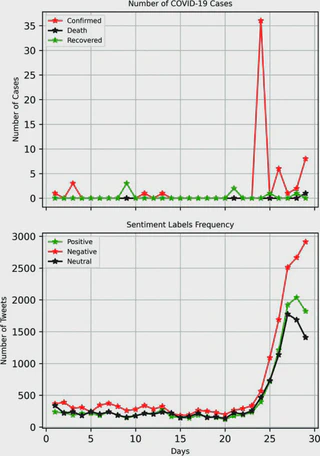 Number of COVID-19 Cases
Confirmed
Death
Recovered
35
30
25
20
15
10
5
0
Number of Cases
Sentiment Labels Frequency
Positive
Negative
Neutral
3000
2500
2000
1500
1000
500
0
Number of Tweets
0 5 10 15 20 25 30
Days